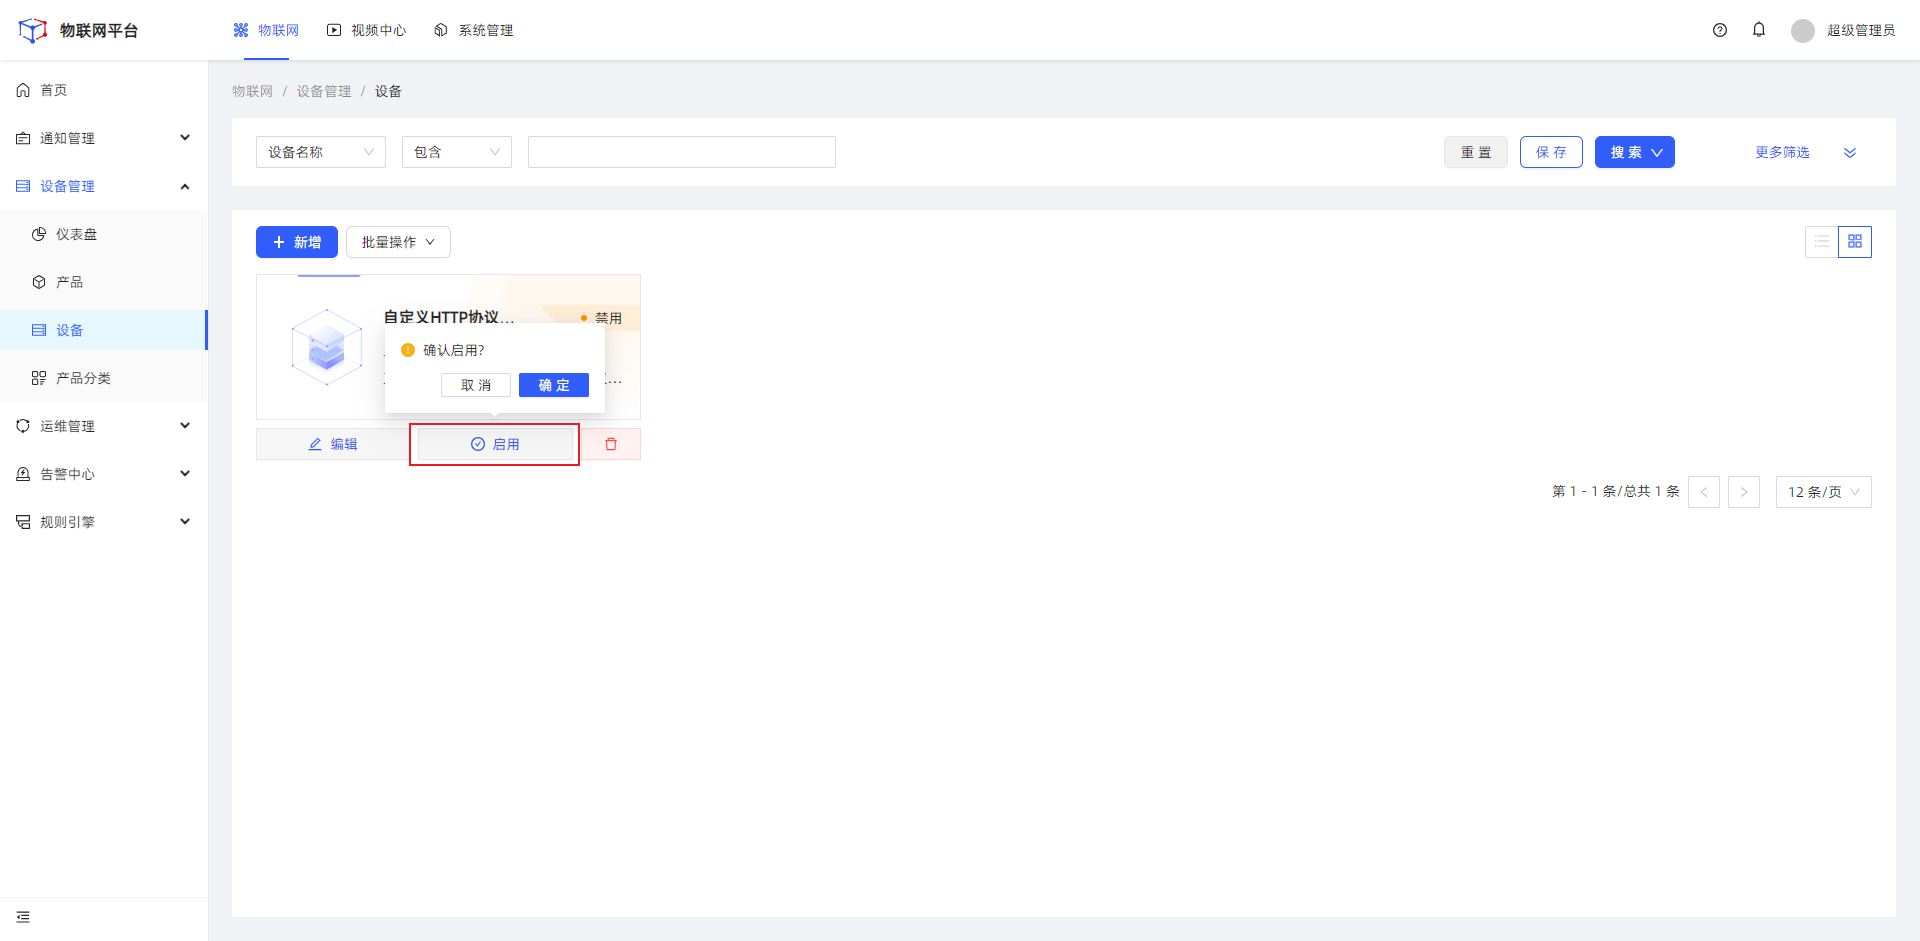 物联网平台
物联网
视频中心
系统管理
超级管理员
首页
通知管理
设备管理
仪表盘
产品
设备
产品分类
运维管理
告警中心
规则引擎
物联网 / 设备管理 / 设备
设备名称
包含
重 置
保 存
搜 索
更多筛选
新增
批量操作
自定义HTTP协议...
禁用
确认启用?
取 消
确 定
...
编辑
启用
第 1 - 1 条/总共 1 条
12 条/页